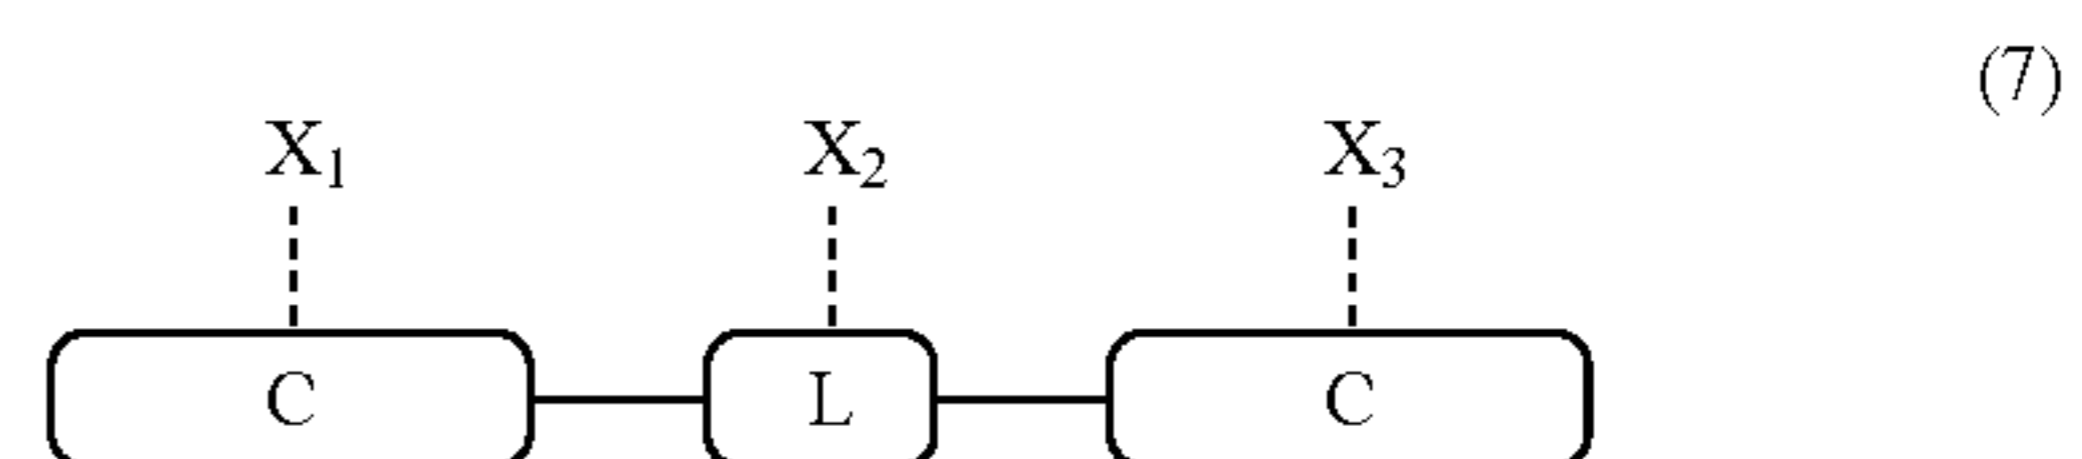 (7)
X₁ X₂ X₃
C L C